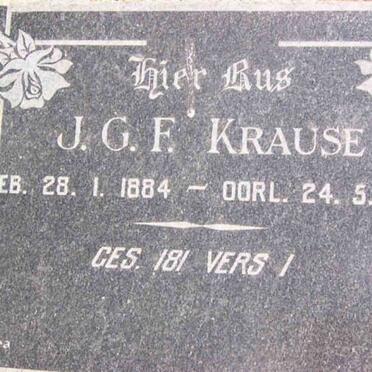 Hier Rus
J. G. F. KRAUSE
EB. 28. 1. 1884 – OORL. 24. 5.
GES. 181 VERS 1